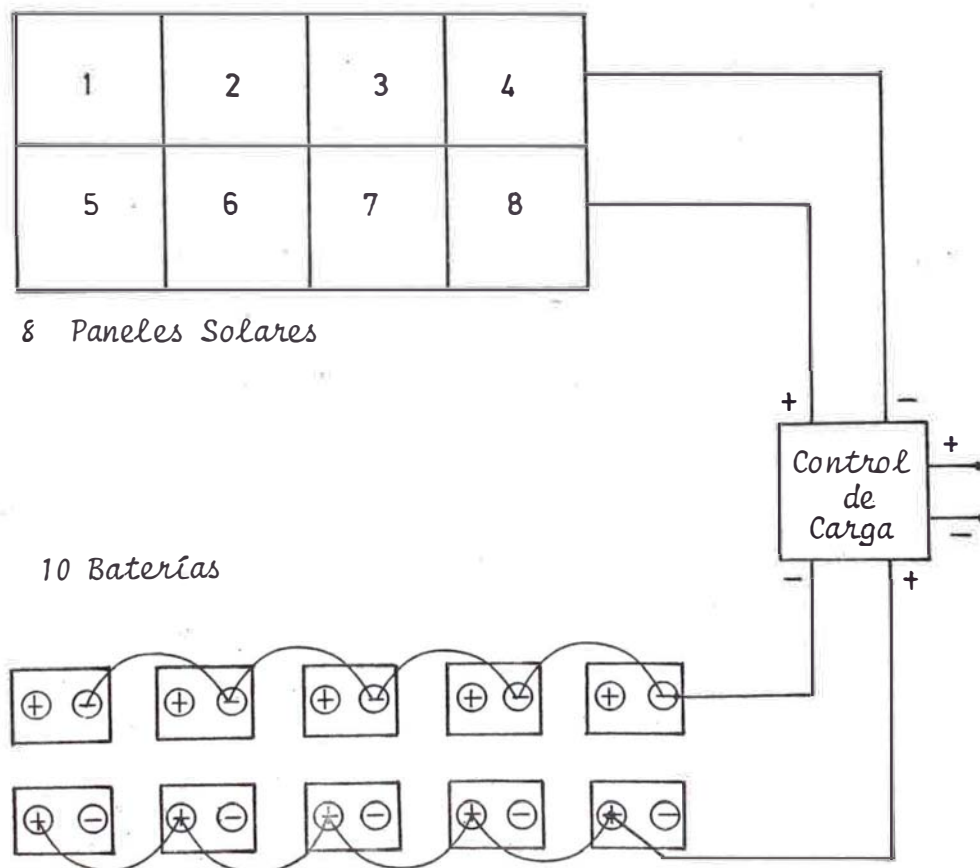 1 2 3 4
5 6 7 8
8 Paneles Solares
+ −
Control
de
Carga
+
−
− +
10 Baterías
+ − + − + − + − + −
+ − + − + − + − + −